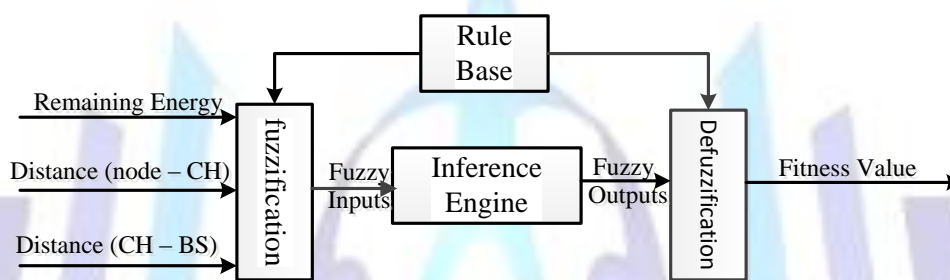 Rule
Base
Remaining Energy
Distance (node – CH)
Distance (CH – BS)
fuzzification
Fuzzy
Inputs
Inference
Engine
Fuzzy
Outputs
Defuzzification
Fitness Value